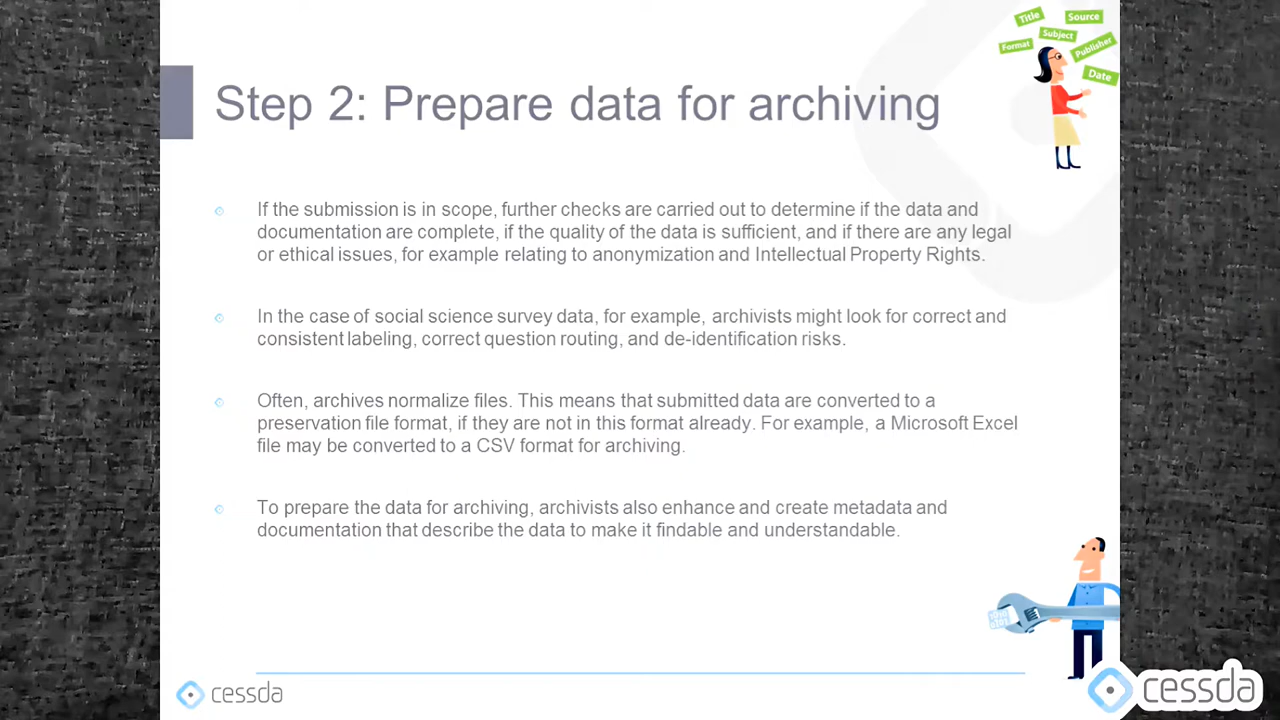 Title
Source
Subject
Format
Publisher
Date
Step 2: Prepare data for archiving
If the submission is in scope, further checks are carried out to determine if the data and
documentation are complete, if the quality of the data is sufficient, and if there are any legal
or ethical issues, for example relating to anonymization and Intellectual Property Rights.
In the case of social science survey data, for example, archivists might look for correct and
consistent labeling, correct question routing, and de-identification risks.
Often, archives normalize files. This means that submitted data are converted to a
preservation file format, if they are not in this format already. For example, a Microsoft Excel
file may be converted to a CSV format for archiving.
To prepare the data for archiving, archivists also enhance and create metadata and
documentation that describe the data to make it findable and understandable.
cessda
cessda